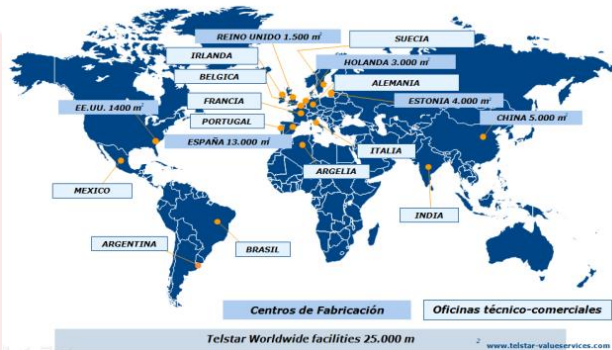 REINO UNIDO 1.500 m²
SUECIA
IRLANDA
HOLANDA 3.000 m²
BELGICA
ALEMANIA
EE.UU. 1400 m²
FRANCIA
ESTONIA 4.000 m²
CHINA 5.000 m²
PORTUGAL
ESPAÑA 13.000 m²
ITALIA
ARGELIA
MEXICO
INDIA
ARGENTINA
BRASIL
Centros de Fabricación
Oficinas técnico-comerciales
Telstar Worldwide facilities 25.000 m
2
www.telstar-valueservices.com